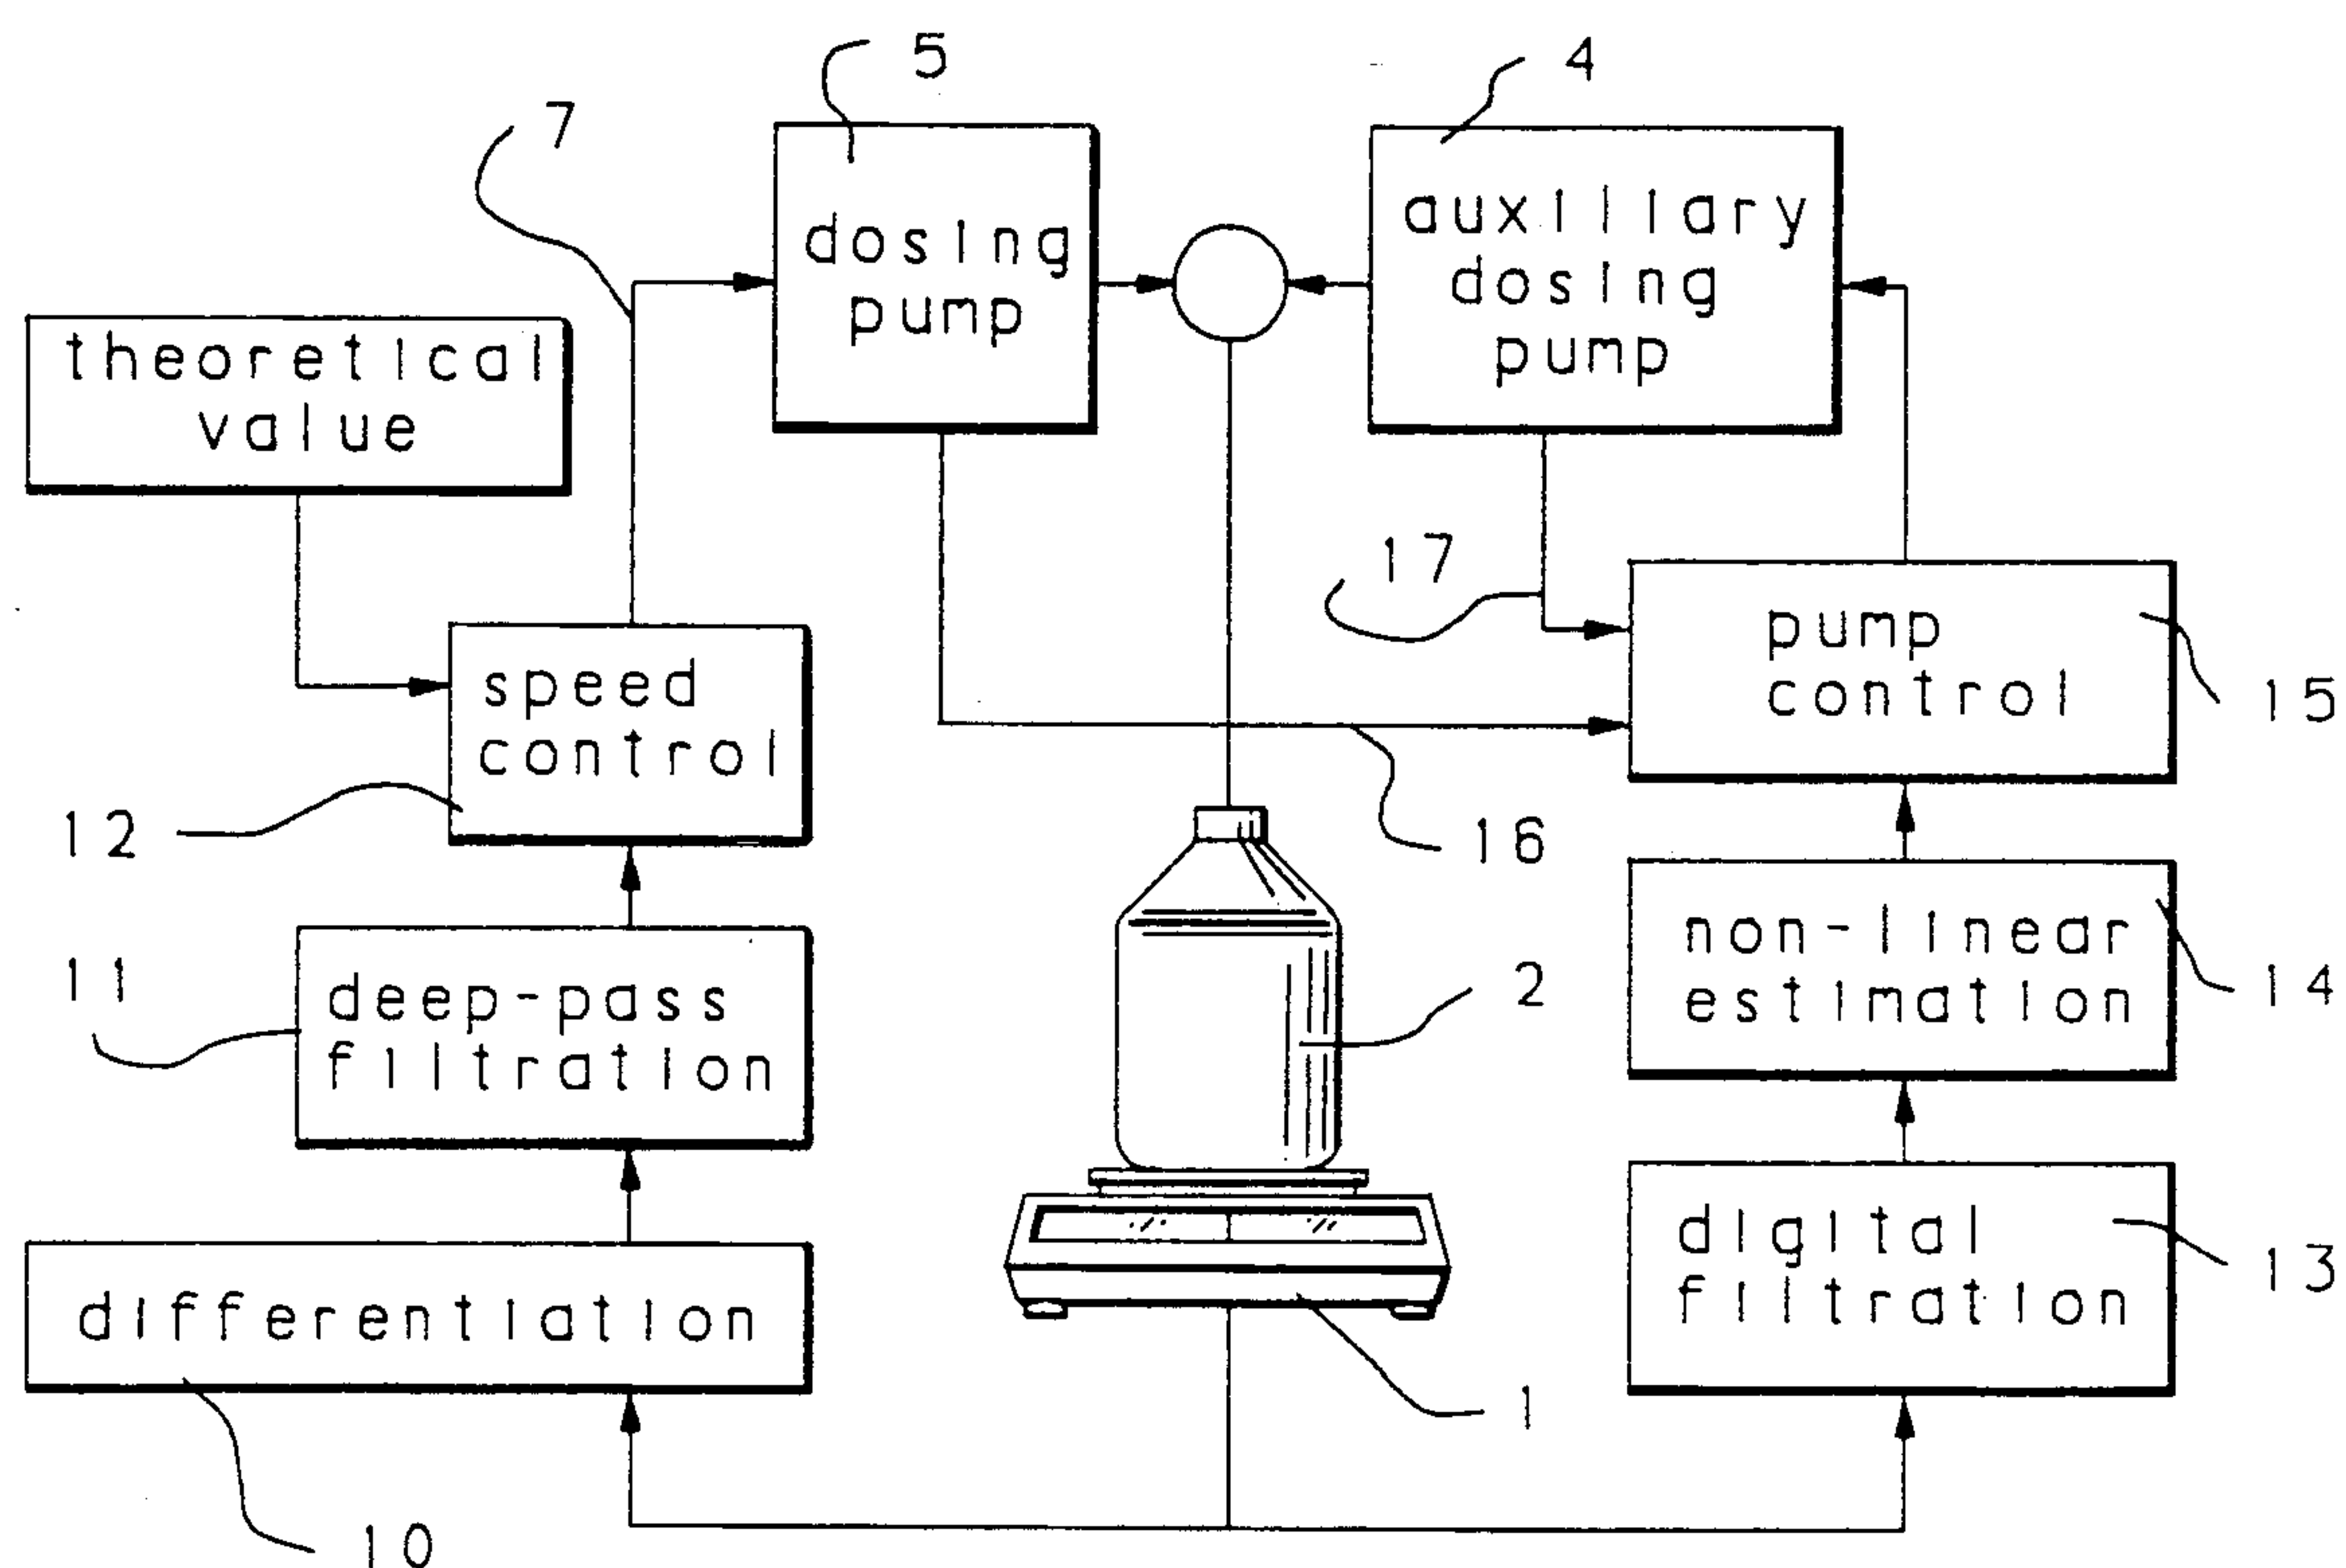 5
4
7
dosing
pump
auxiliary
dosing
pump
theoretical
value
17
pump
control
15
speed
control
12
16
non-linear
estimation
14
11
deep-pass
filtration
2
digital
filtration
13
differentiation
1
10